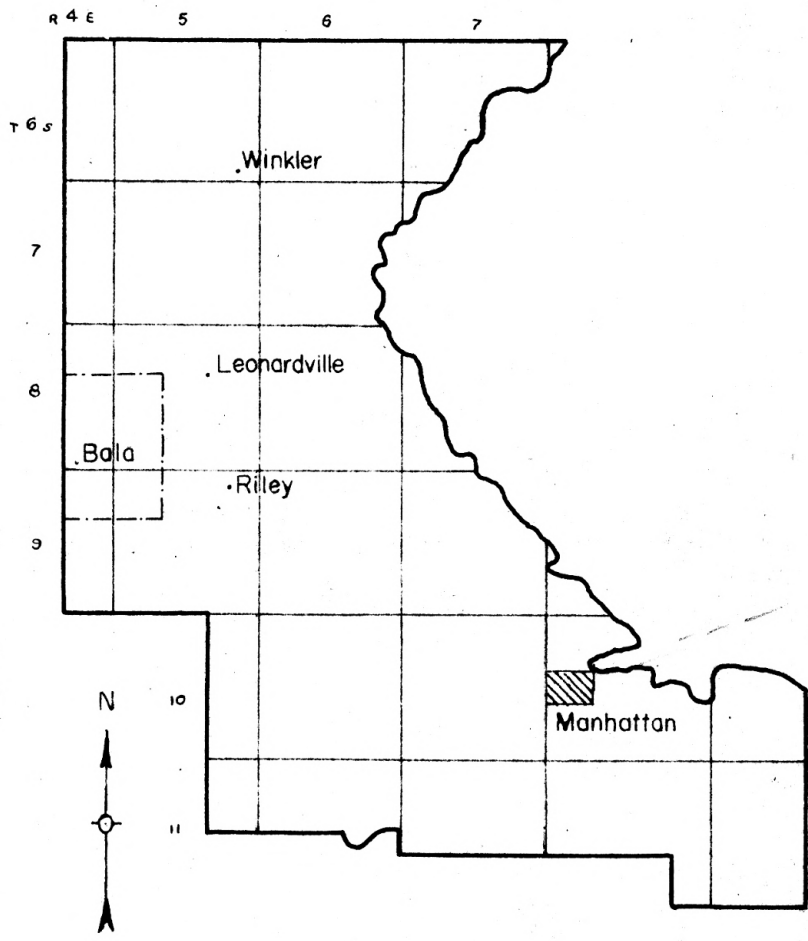 R 4 E 5 6 7
T 6 S
Winkler
7
Leonardville
8
Bala
Riley
9
N
10
Manhattan
11